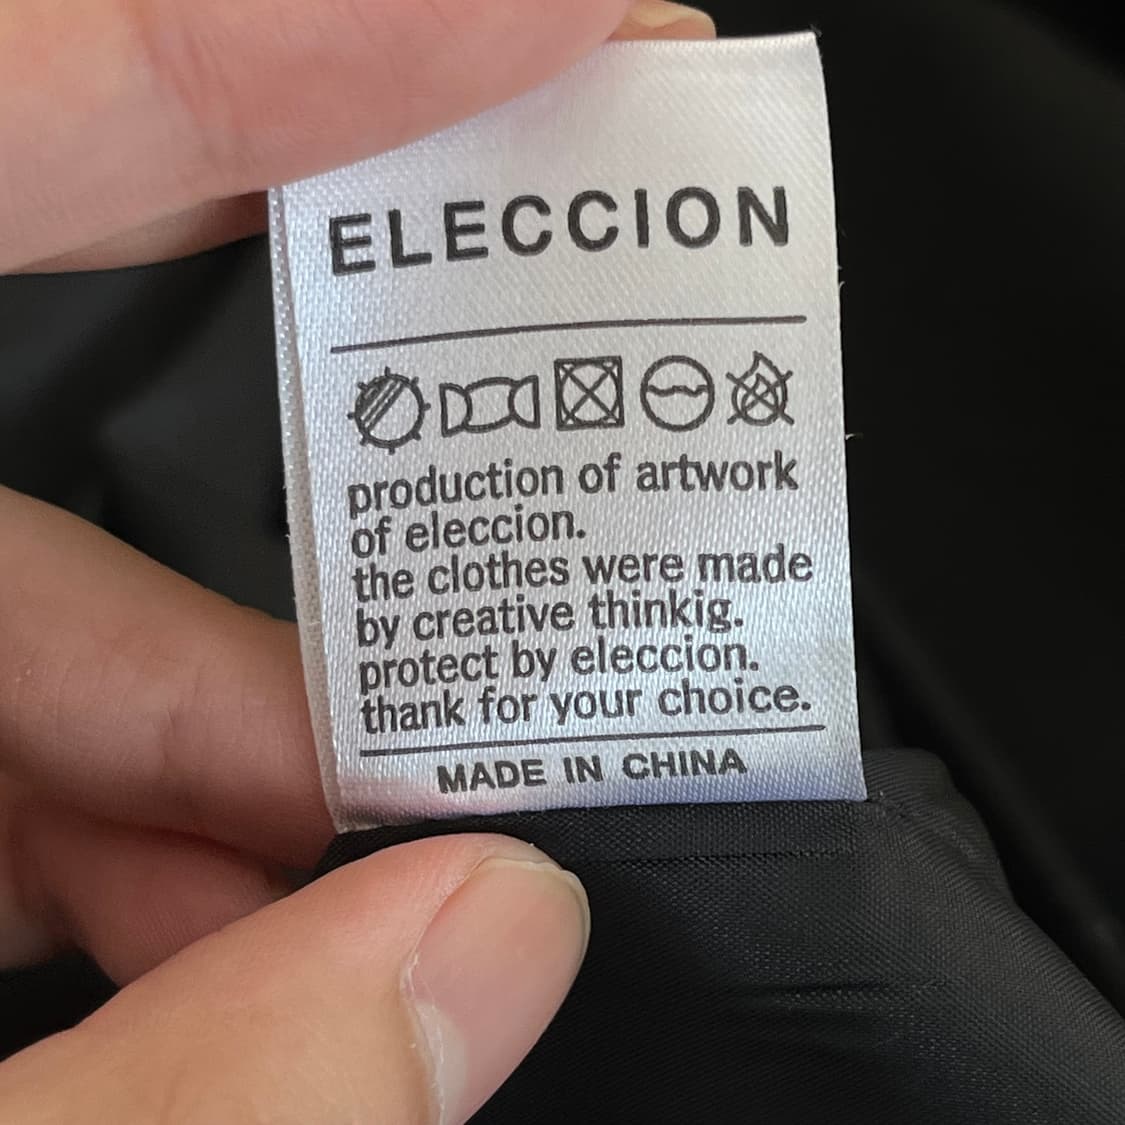 ELECCION
production of artwork
of eleccion.
the clothes were made
by creative thinkig.
protect by eleccion.
thank for your choice.
MADE IN CHINA